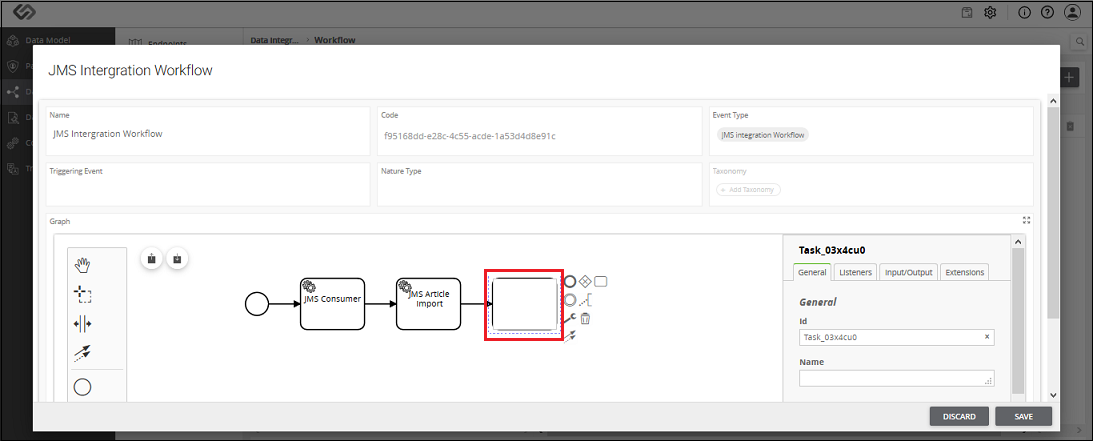 Data Model
Endpoints
Data Integr... › Workflow
JMS Intergration Workflow
Name
JMS Intergration Workflow
Code
f95168dd-e28c-4c55-acde-1a53d4d8e91c
Event Type
JMS integration Workflow
Triggering Event
Nature Type
Taxonomy
+ Add Taxonomy
Graph
JMS Consumer
JMS Article
Import
Task_03x4cu0
General
Listeners
Input/Output
Extensions
General
Id
Task_03x4cu0
×
Name
DISCARD
SAVE